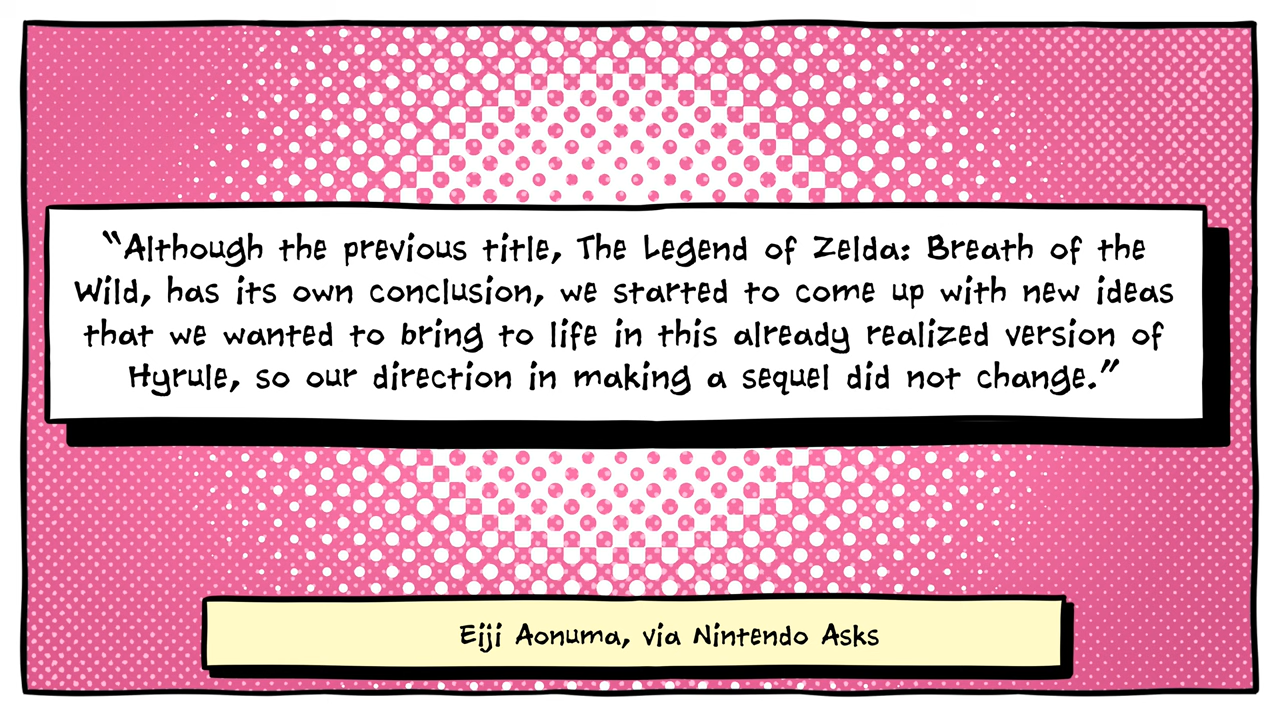 “Although the previous title, The Legend of Zelda: Breath of the
Wild, has its own conclusion, we started to come up with new ideas
that we wanted to bring to life in this already realized version of
Hyrule, so our direction in making a sequel did not change.”
Eiji Aonuma, via Nintendo Asks